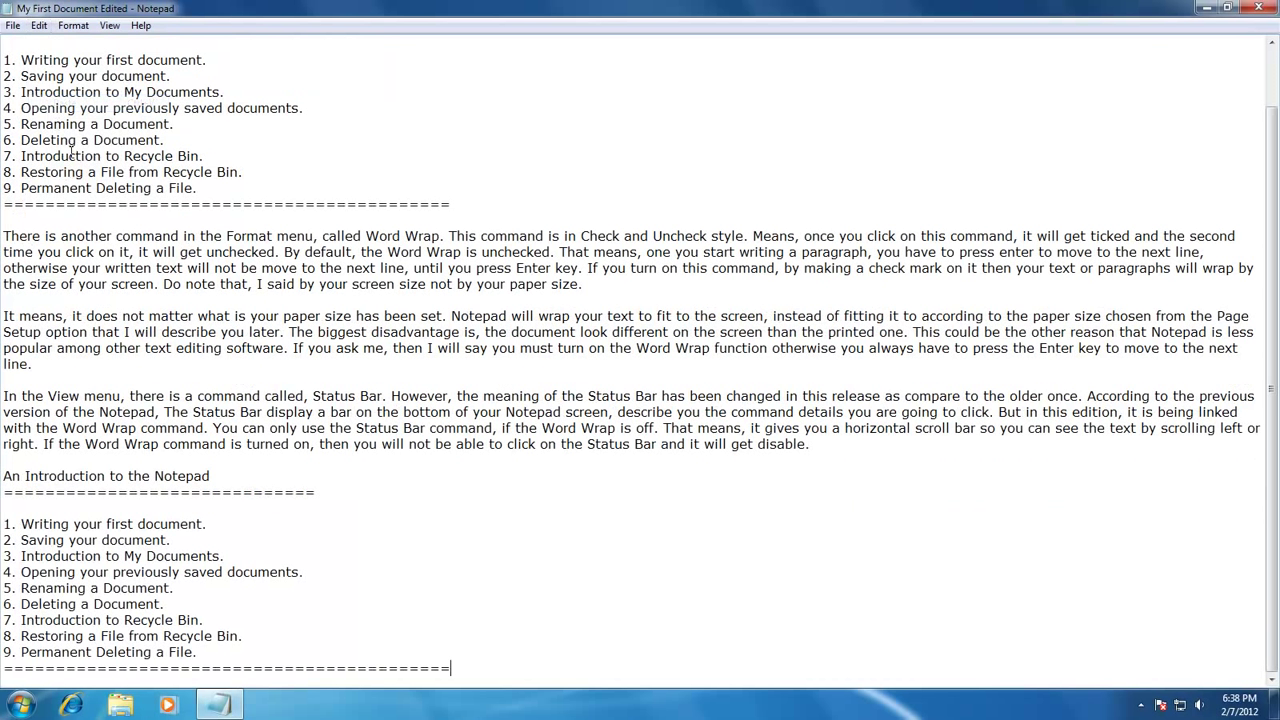 My First Document Edited - Notepad
File Edit Format View Help
1. Writing your first document.
2. Saving your document.
3. Introduction to My Documents.
4. Opening your previously saved documents.
5. Renaming a Document.
6. Deleting a Document.
7. Introduction to Recycle Bin.
8. Restoring a File from Recycle Bin.
9. Permanent Deleting a File.
===========================================
There is another command in the Format menu, called Word Wrap. This command is in Check and Uncheck style. Means, once you click on this command, it will get ticked and the second
time you click on it, it will get unchecked. By default, the Word Wrap is unchecked. That means, one you start writing a paragraph, you have to press enter to move to the next line,
otherwise your written text will not be move to the next line, until you press Enter key. If you turn on this command, by making a check mark on it then your text or paragraphs will wrap by
the size of your screen. Do note that, I said by your screen size not by your paper size.
It means, it does not matter what is your paper size has been set. Notepad will wrap your text to fit to the screen, instead of fitting it to according to the paper size chosen from the Page
Setup option that I will describe you later. The biggest disadvantage is, the document look different on the screen than the printed one. This could be the other reason that Notepad is less
popular among other text editing software. If you ask me, then I will say you must turn on the Word Wrap function otherwise you always have to press the Enter key to move to the next
line.
In the View menu, there is a command called, Status Bar. However, the meaning of the Status Bar has been changed in this release as compare to the older once. According to the previous
version of the Notepad, The Status Bar display a bar on the bottom of your Notepad screen, describe you the command details you are going to click. But in this edition, it is being linked
with the Word Wrap command. You can only use the Status Bar command, if the Word Wrap is off. That means, it gives you a horizontal scroll bar so you can see the text by scrolling left or
right. If the Word Wrap command is turned on, then you will not be able to click on the Status Bar and it will get disable.
An Introduction to the Notepad
==============================
1. Writing your first document.
2. Saving your document.
3. Introduction to My Documents.
4. Opening your previously saved documents.
5. Renaming a Document.
6. Deleting a Document.
7. Introduction to Recycle Bin.
8. Restoring a File from Recycle Bin.
9. Permanent Deleting a File.
===========================================
6:38 PM
2/7/2012